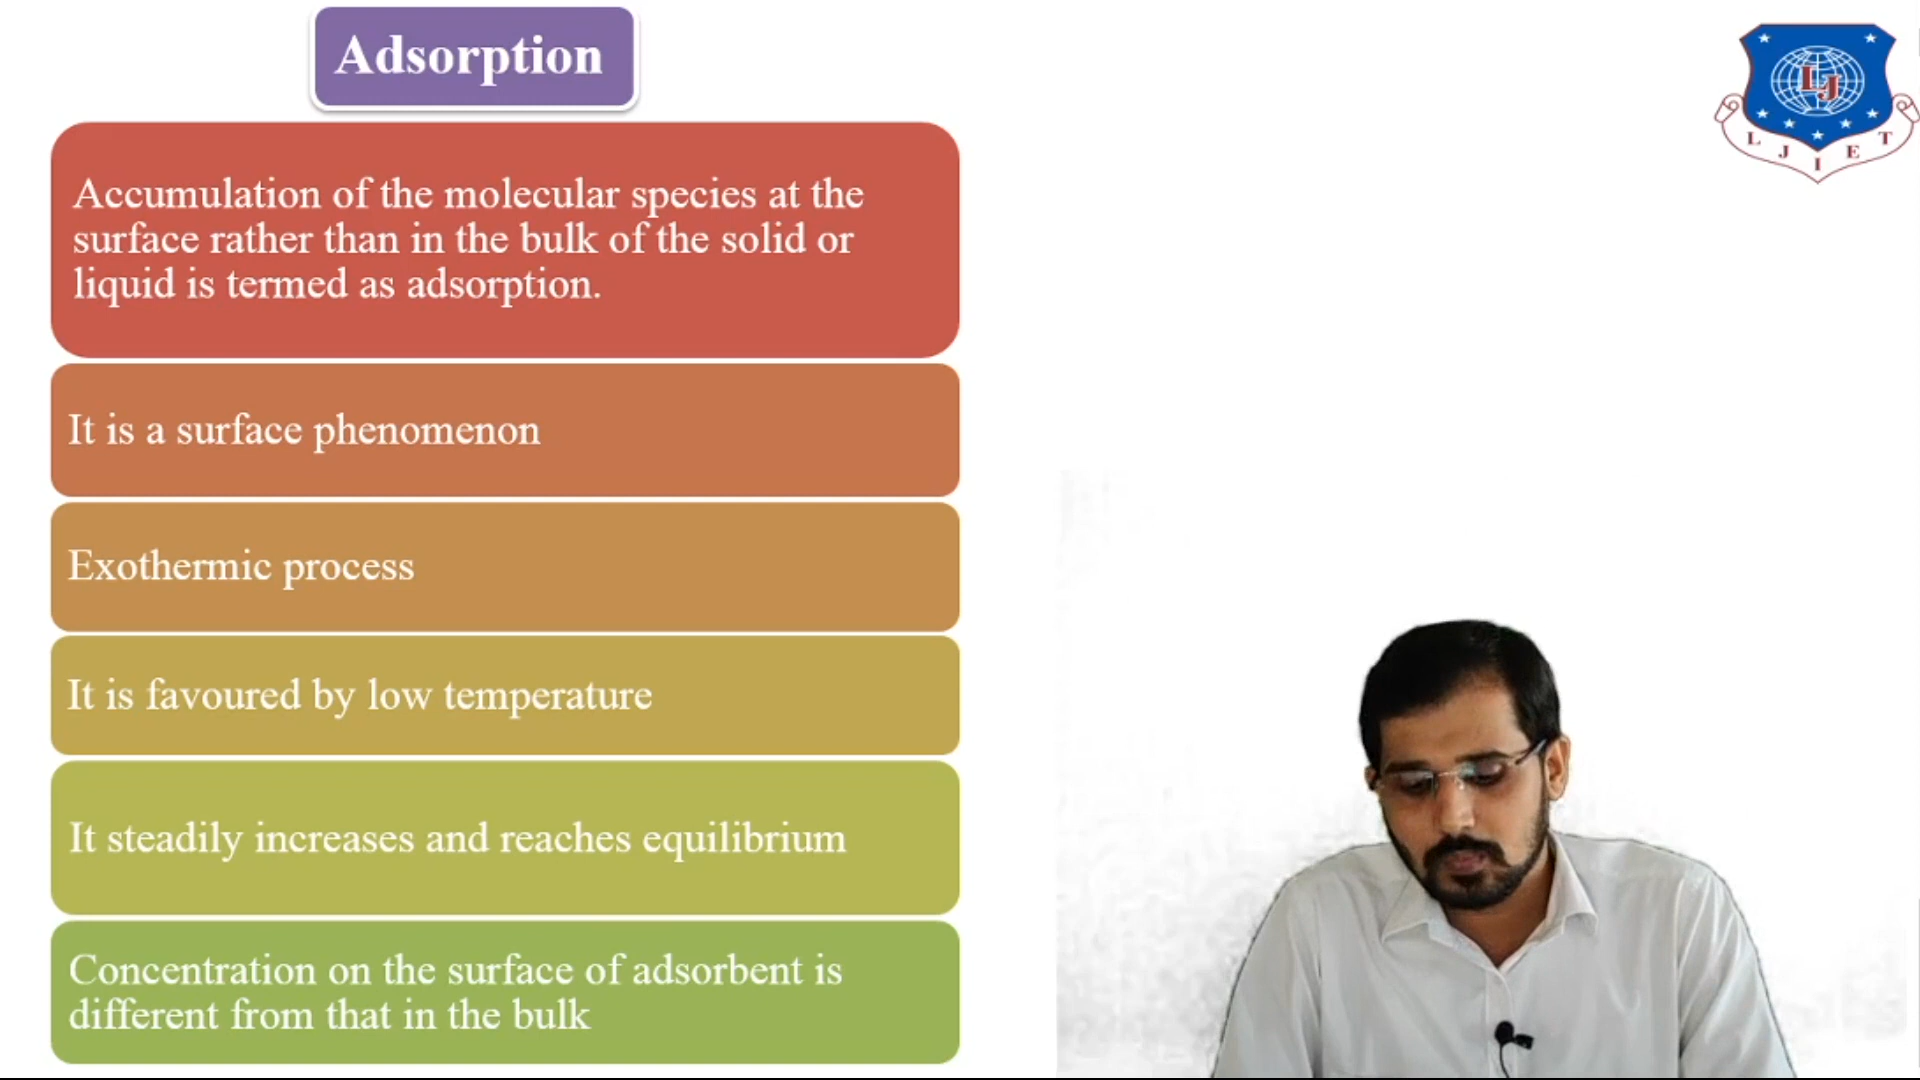 Adsorption
Accumulation of the molecular species at the
surface rather than in the bulk of the solid or
liquid is termed as adsorption.
It is a surface phenomenon
Exothermic process
It is favoured by low temperature
It steadily increases and reaches equilibrium
Concentration on the surface of adsorbent is
different from that in the bulk
LJ
L J I E T